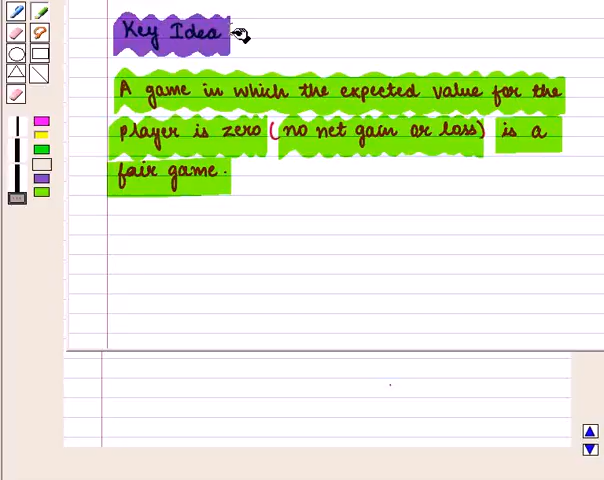 Key Idea
A game in which the expected value for the
player is zero (no net gain or loss) is a
fair game.